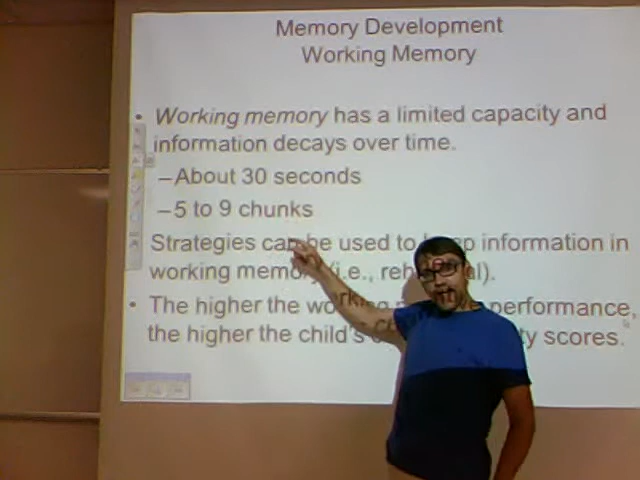 Memory Development
Working Memory
• Working memory has a limited capacity and
information decays over time.
–About 30 seconds
–5 to 9 chunks
Strategies can be used to keep information in
working memory (i.e., rehearsal).
• The higher the working performance,
the higher the child's scores.